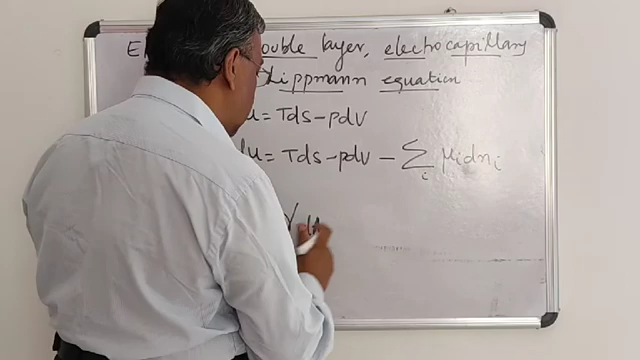 E double layer, electrocapillary
Lippmann equation
u = Tds - pdv
du = Tds - pdv - ∑ᵢ μᵢdnᵢ
γ